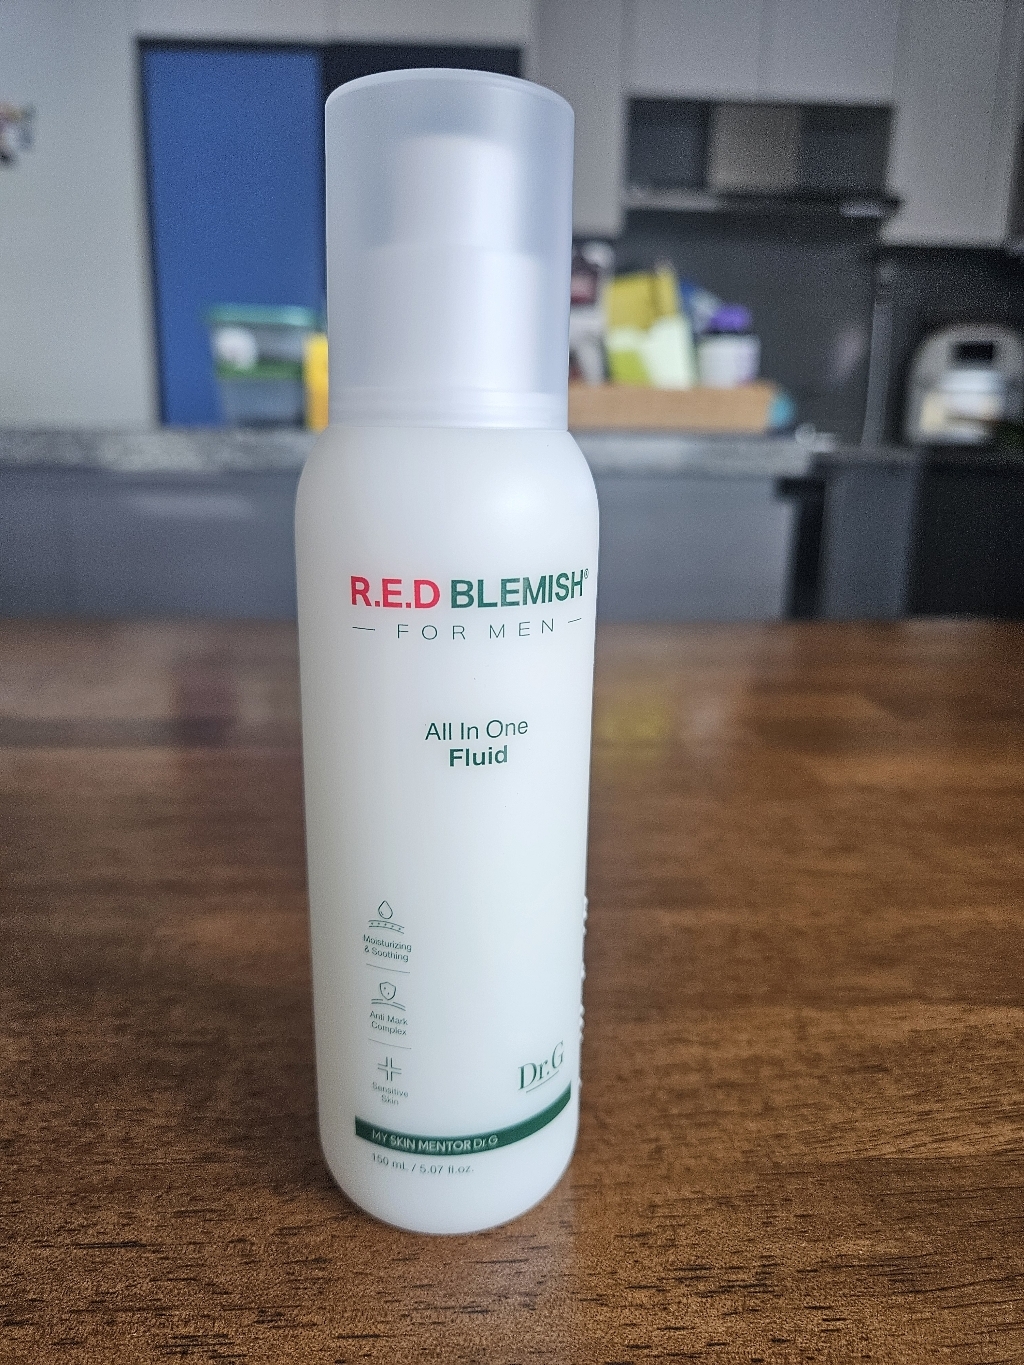 R.E.D BLEMISH®
FOR MEN
All In One
Fluid
Moisturizing
& Soothing
Anti Mark
Complex
Sensitive
Skin
Dr.G
MY SKIN MENTOR Dr.G
150 mL / 5.07 fl.oz.